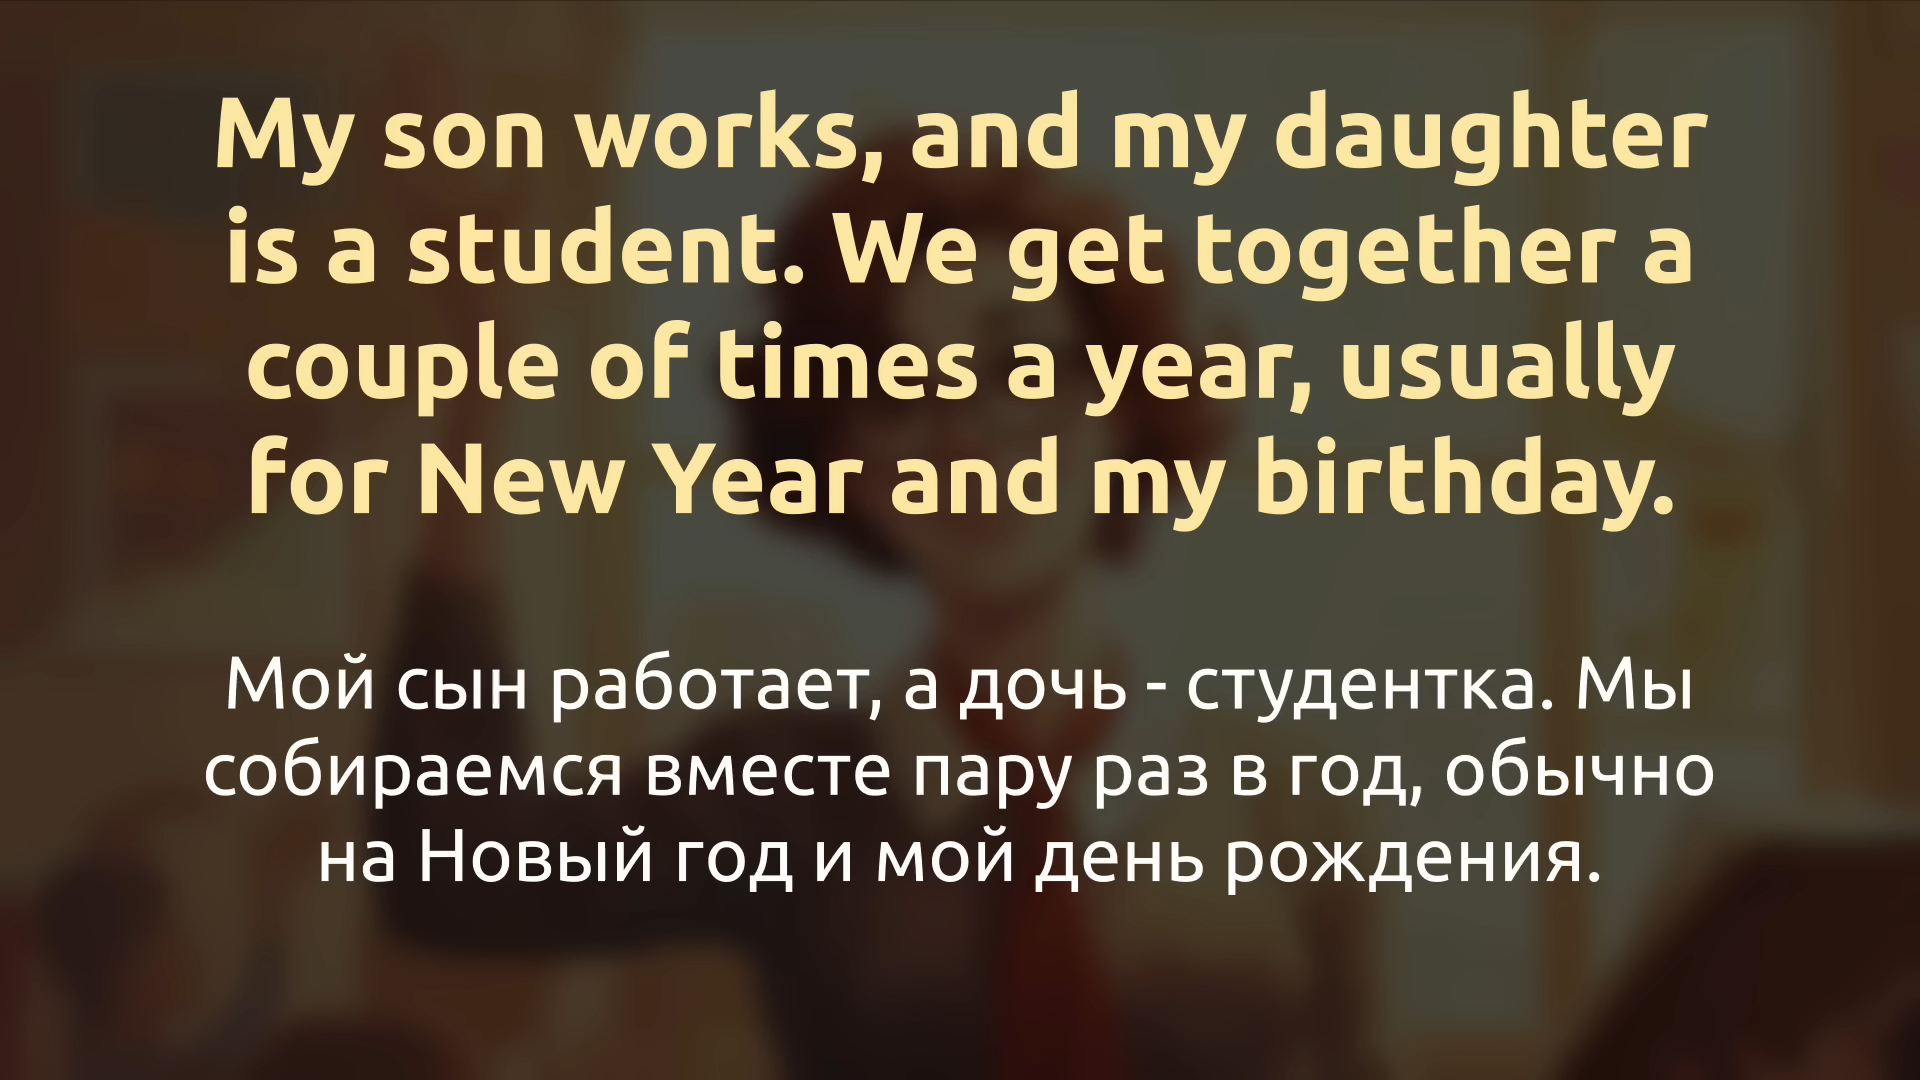 My son works, and my daughter
is a student. We get together a
couple of times a year, usually
for New Year and my birthday.
Мой сын работает, а дочь - студентка. Мы
собираемся вместе пару раз в год, обычно
на Новый год и мой день рождения.